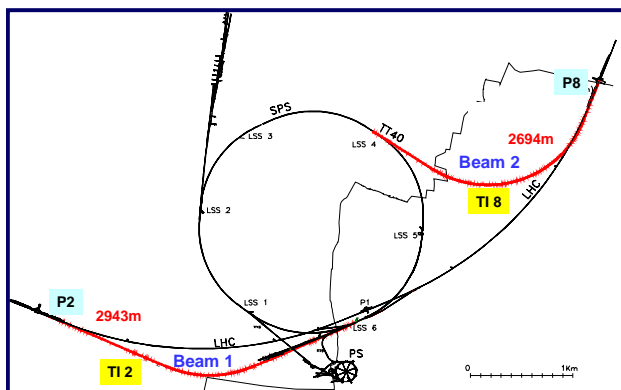 P8
SPS
TT40
LSS 3
LSS 4
2694m
Beam 2
TI 8
LHC
LSS 2
LSS 5
P2
2943m
LSS 1
P1
LSS 6
LHC
Beam 1
PS
TI 2
0
1Km